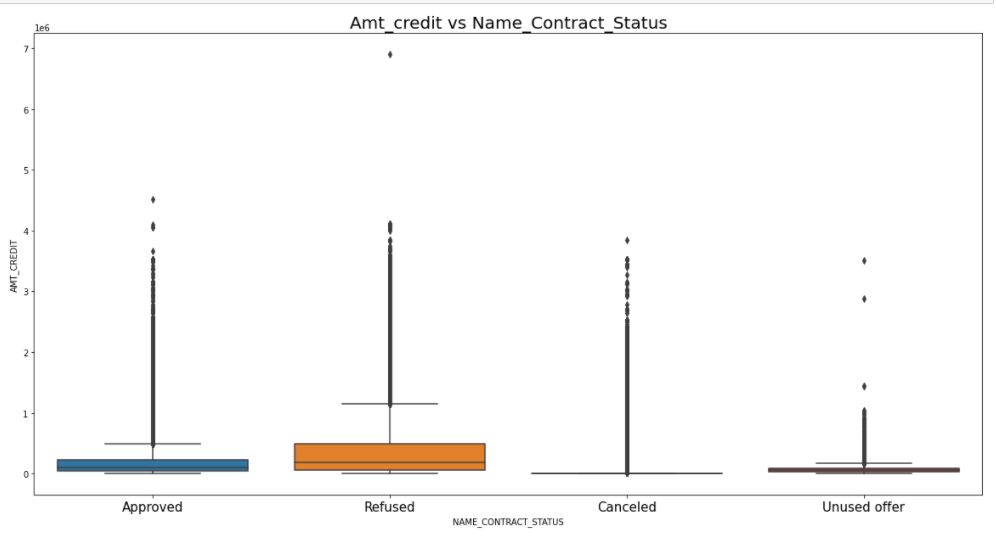 Amt_credit vs Name_Contract_Status
1e6
7
6
5
4
3
2
1
0
AMT_CREDIT
Approved
Refused
Canceled
Unused offer
NAME_CONTRACT_STATUS